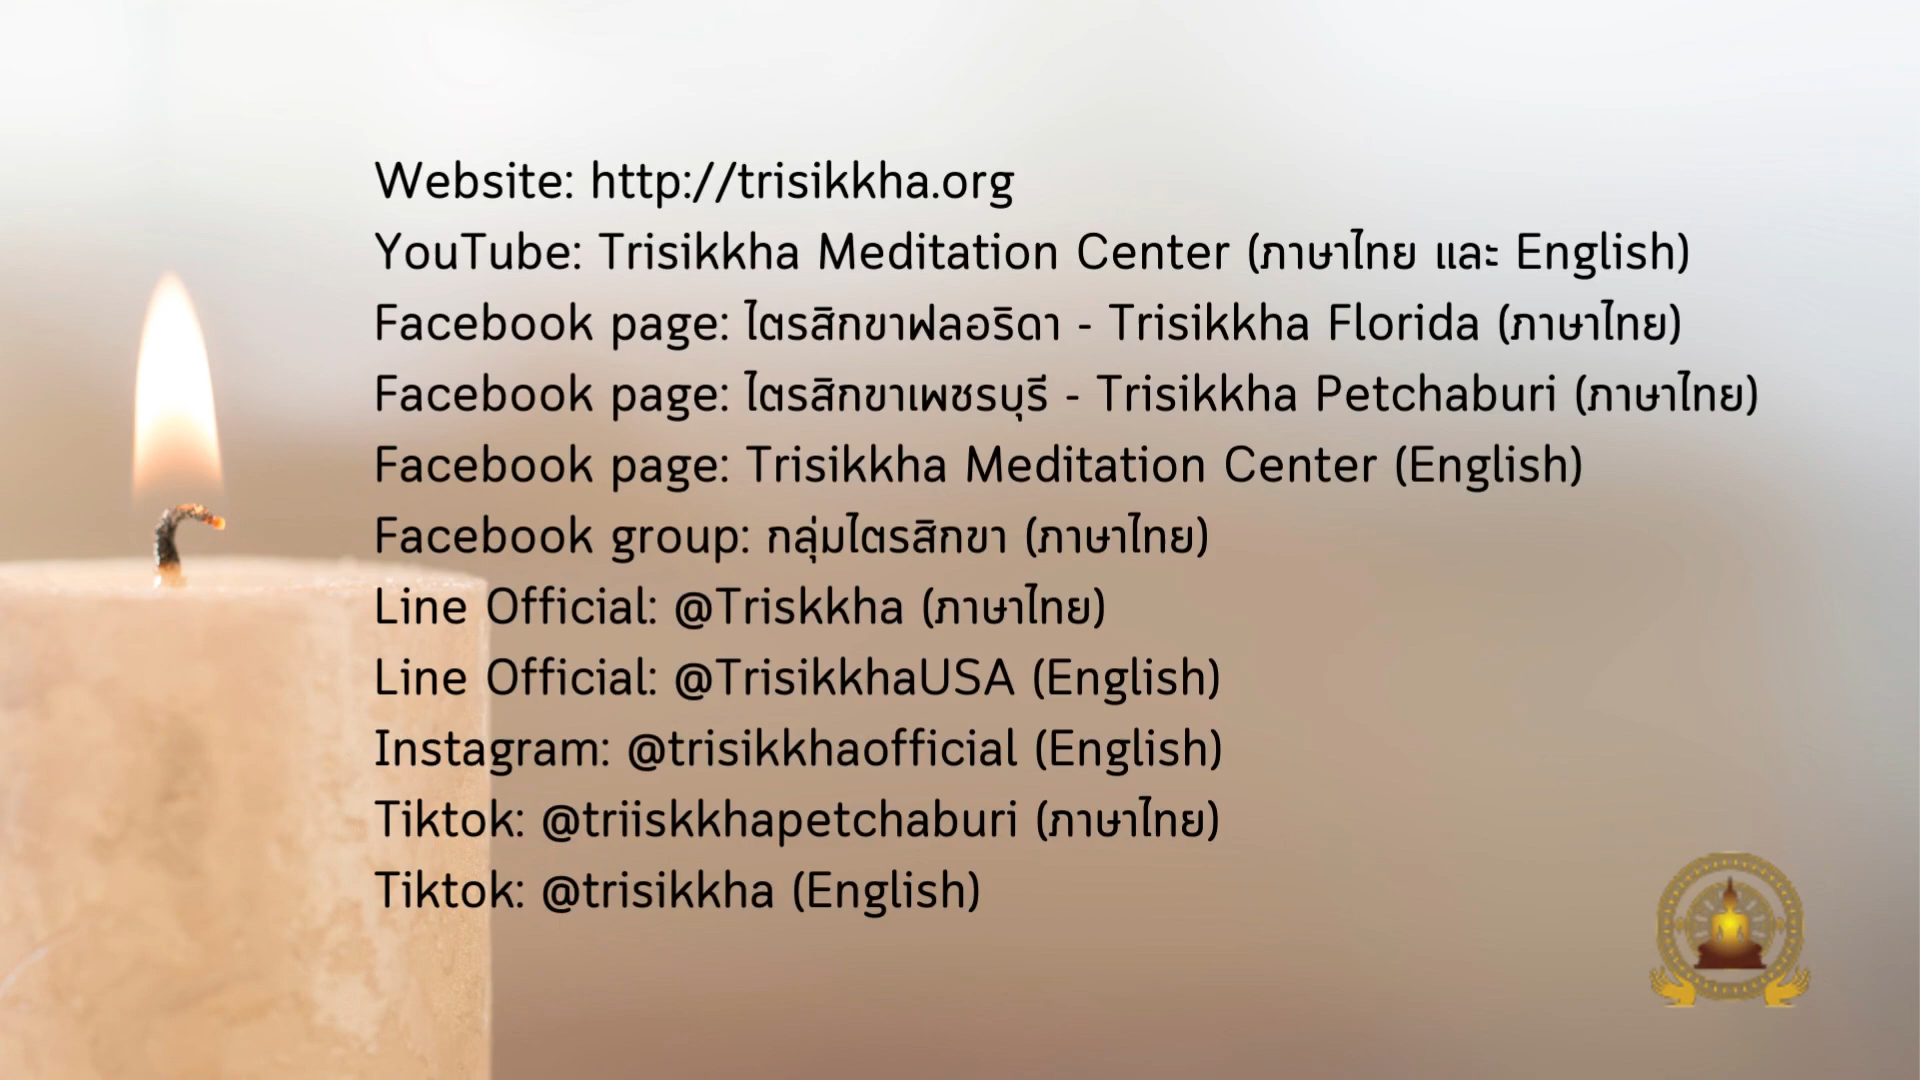 Website: http://trisikkha.org
YouTube: Trisikkha Meditation Center (ภาษาไทย และ English)
Facebook page: ไตรสิกขาฟลอริดา - Trisikkha Florida (ภาษาไทย)
Facebook page: ไตรสิกขาเพชรบุรี - Trisikkha Petchaburi (ภาษาไทย)
Facebook page: Trisikkha Meditation Center (English)
Facebook group: กลุ่มไตรสิกขา (ภาษาไทย)
Line Official: @Triskkha (ภาษาไทย)
Line Official: @TrisikkhaUSA (English)
Instagram: @trisikkhaofficial (English)
Tiktok: @triiskkhapetchaburi (ภาษาไทย)
Tiktok: @trisikkha (English)